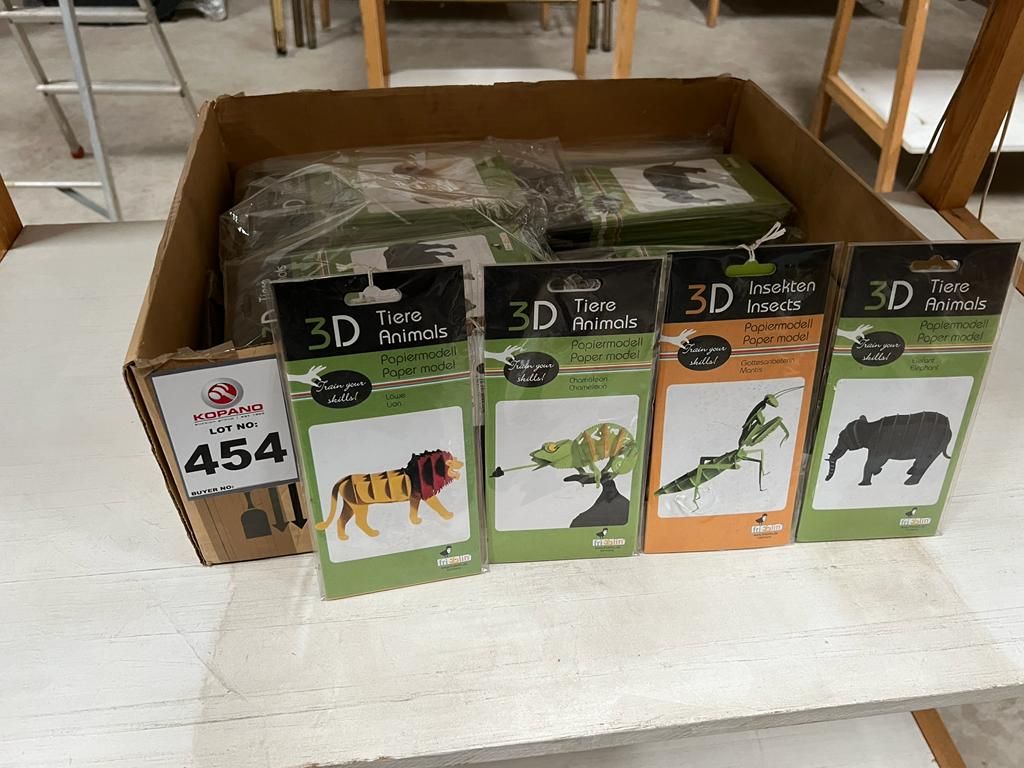 KOPANO
LOT NO:
454
BUYER NO:
3D
Tiere
Animals
Papiermodell
Paper model
Train your
skills!
Löwe
Lion
3D
Tiere
Animals
Papiermodell
Paper model
Train your
skills!
Chamäleon
Chameleon
3D
Insekten
Insects
Papiermodell
Paper model
Train your
skills!
Gottesanbeterin
Mantis
3D
Tiere
Animals
Papiermodell
Paper model
Train your
skills!
Elefant
Elephant